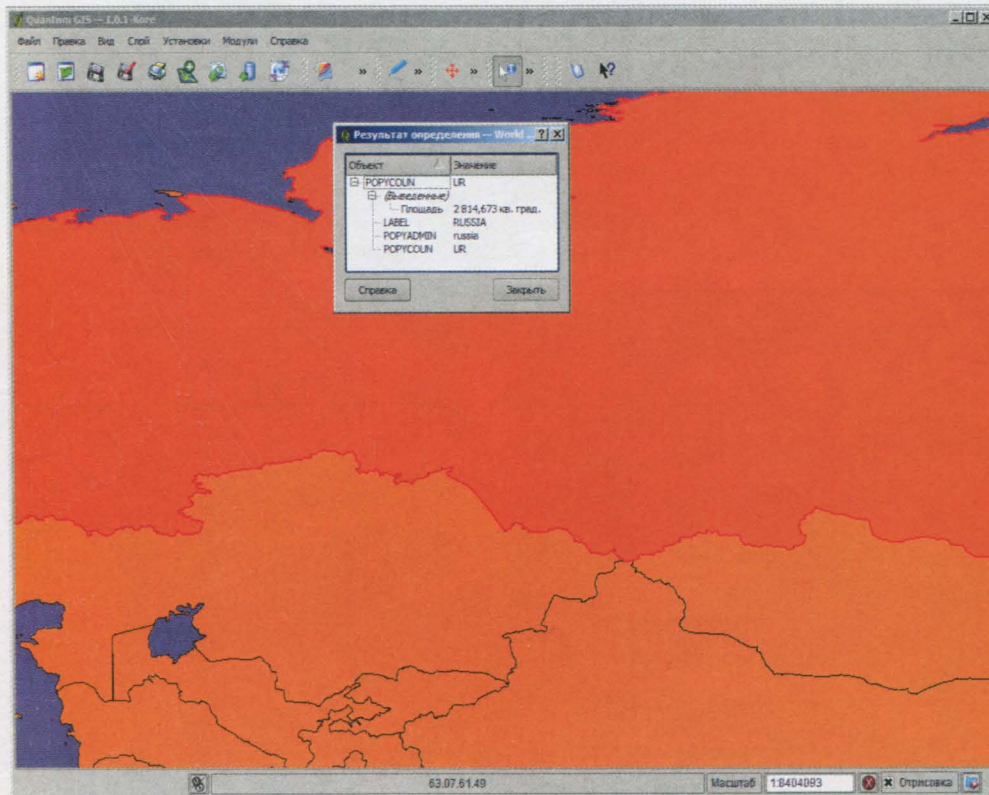 Quantum GIS -- 1.0.1-Kore
Файл Правка Вид Слой Установки Модули Справка
Результат определения -- World ...
Объект Значение
POPYCOUN UR
(Выведенные)
Площадь 2 814,673 кв. град.
LABEL RUSSIA
POPYADMIN russia
POPYCOUN UR
Справка Закрыть
63.07,61.49 Масштаб 1:8404093 Отрисовка